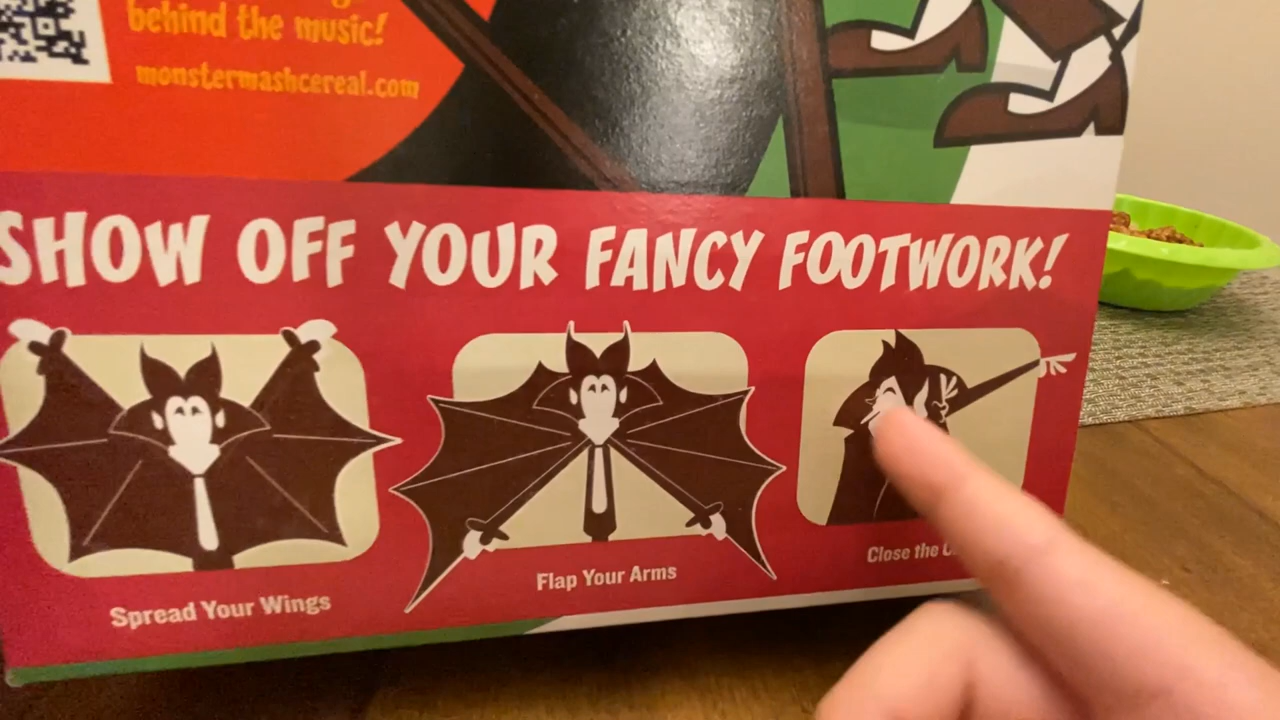 behind the music!
monstermashcereal.com
SHOW OFF YOUR FANCY FOOTWORK!
Spread Your Wings
Flap Your Arms
Close the